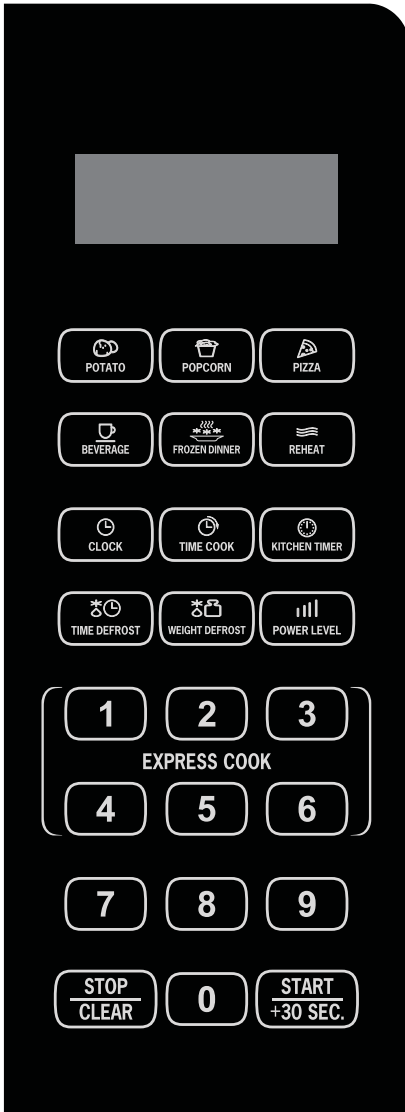 POTATO POPCORN PIZZA
BEVERAGE FROZEN DINNER REHEAT
CLOCK TIME COOK KITCHEN TIMER
TIME DEFROST WEIGHT DEFROST POWER LEVEL
1 2 3
EXPRESS COOK
4 5 6
7 8 9
STOP START
0
CLEAR +30 SEC.